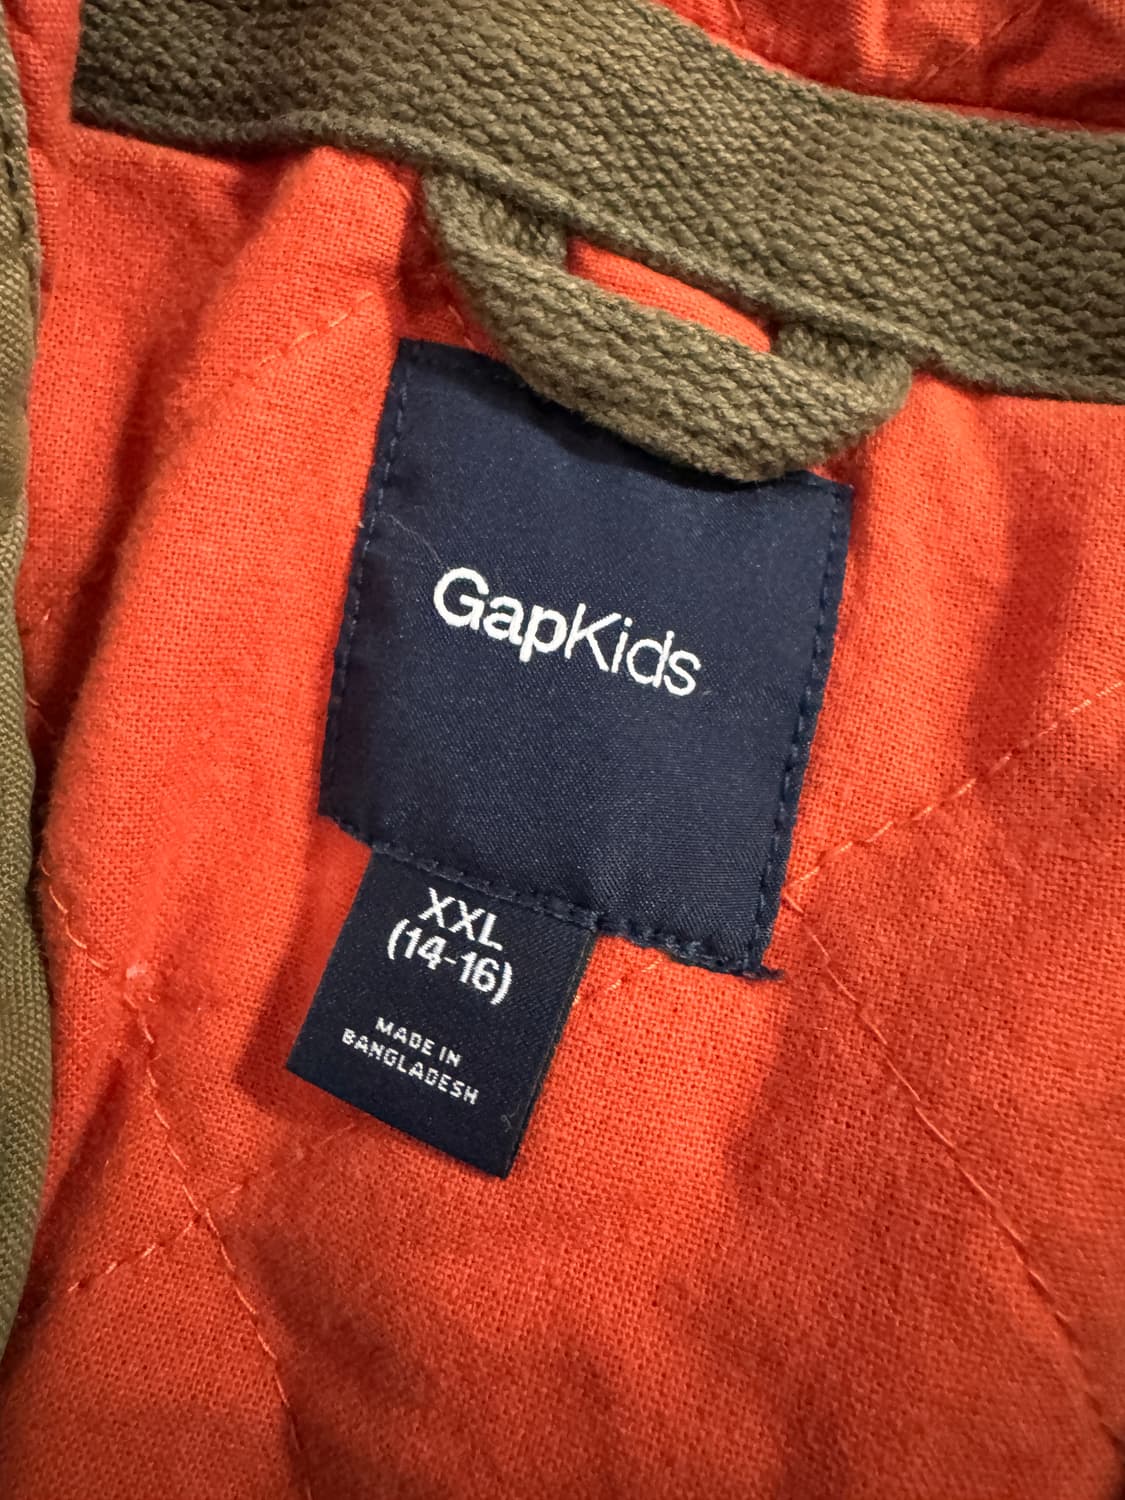 GapKids
XXL
(14-16)
MADE IN
BANGLADESH